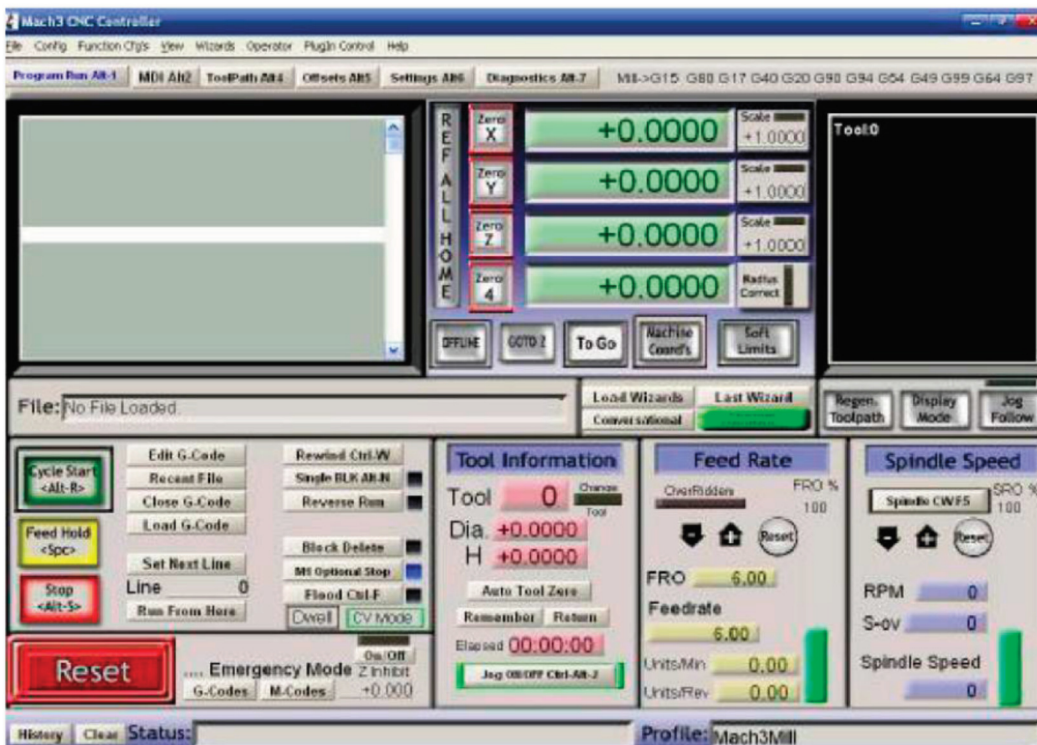 Mach3 CNC Controller
File Config Function Cfg's View Wizards Operator PlugIn Control Help
Program Run Alt-1 MDI Alt2 ToolPath Alt4 Offsets Alt5 Settings Alt6 Diagnostics Alt-7 Mill->G15 G80 G17 G40 G20 G90 G94 G54 G49 G99 G64 G97
REF ALL HOME
Zero X +0.0000 Scale +1.0000
Zero Y +0.0000 Scale +1.0000
Zero Z +0.0000 Scale +1.0000
Zero 4 +0.0000 Radius Correct
Tool:0
OFFLINE GOTO Z To Go Machine Coord's Soft Limits
File: No File Loaded.
Load Wizards Last Wizard
Conversational
Regen. Toolpath Display Mode Jog Follow
Cycle Start <Alt-R>
Feed Hold <Spc>
Stop <Alt-S>
Edit G-Code
Recent File
Close G-Code
Load G-Code
Set Next Line
Line 0
Run From Here
Rewind Ctrl-W
Single BLK Alt-N
Reverse Run
Block Delete
M1 Optional Stop
Flood Ctrl-F
Dwell CV Mode
Reset
.... Emergency Mode
G-Codes M-Codes
On/Off
Z Inhibit
+0.000
Tool Information
Tool 0 Change Tool
Dia. +0.0000
H +0.0000
Auto Tool Zero
Remember Return
Elapsed 00:00:00
Jog ON/OFF Ctrl-Alt-J
Feed Rate
OverRidden FRO %
100
Reset
FRO 6.00
Feedrate
6.00
Units/Min 0.00
Units/Rev 0.00
Spindle Speed
Spindle CW F5 SRO %
100
Reset
RPM 0
S-ov 0
Spindle Speed
0
History Clear Status: Profile: Mach3Mill